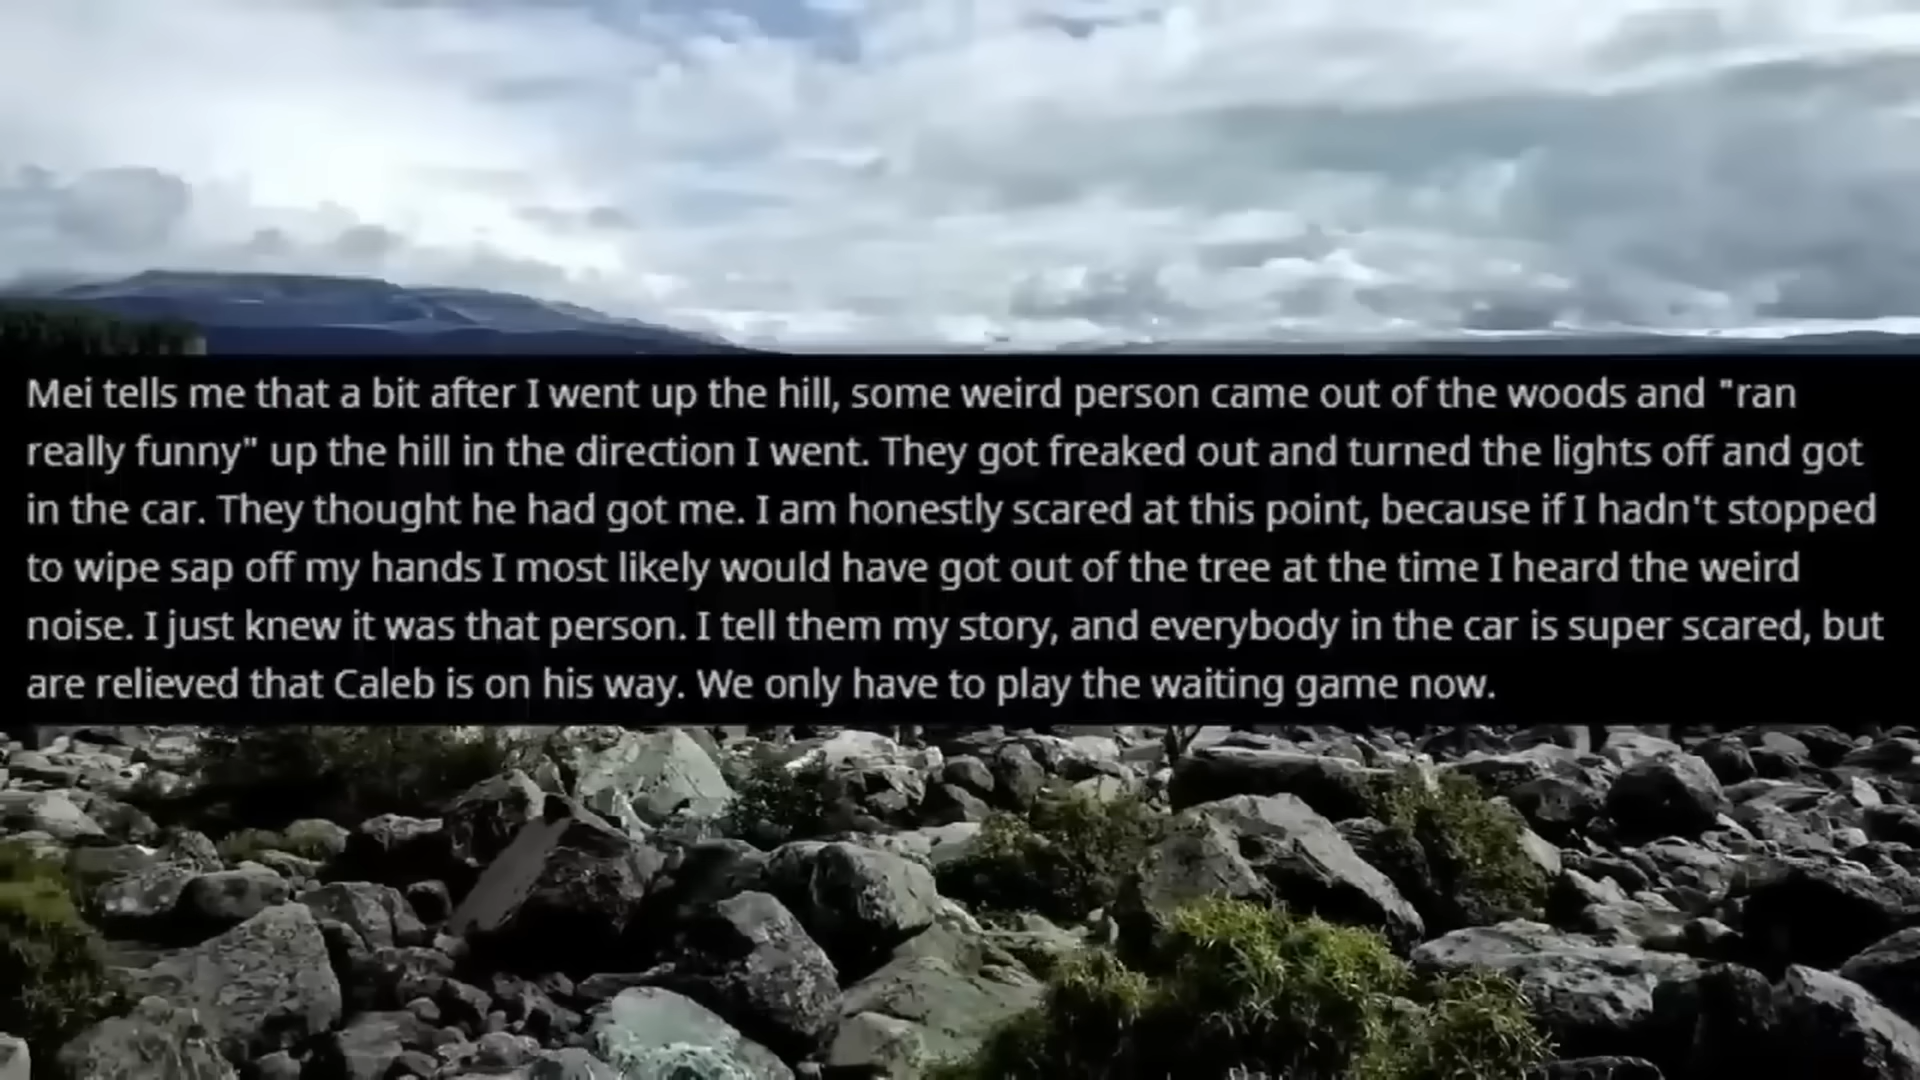 Mei tells me that a bit after I went up the hill, some weird person came out of the woods and "ran
really funny" up the hill in the direction I went. They got freaked out and turned the lights off and got
in the car. They thought he had got me. I am honestly scared at this point, because if I hadn't stopped
to wipe sap off my hands I most likely would have got out of the tree at the time I heard the weird
noise. I just knew it was that person. I tell them my story, and everybody in the car is super scared, but
are relieved that Caleb is on his way. We only have to play the waiting game now.